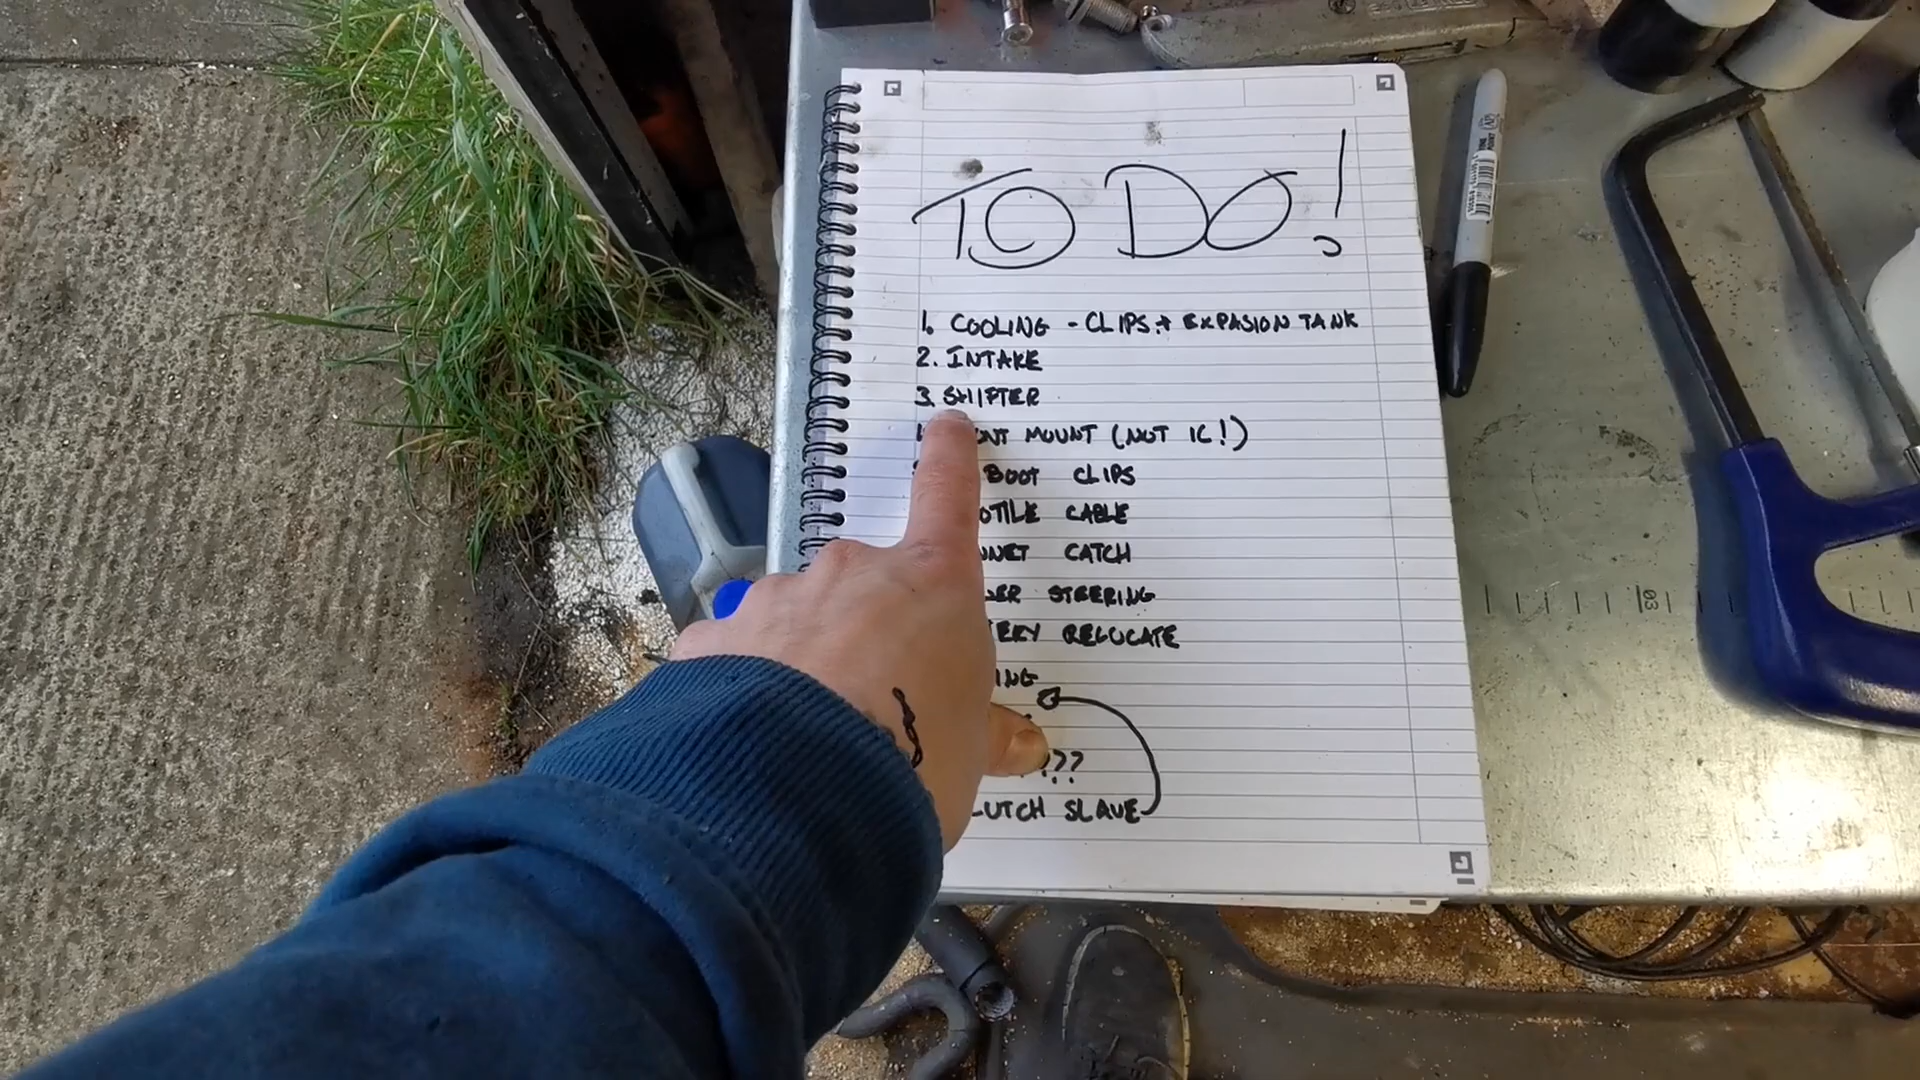 TO DO!
1. COOLING - CLIPS + EXPASION TANK
2. INTAKE
3. SHIFTER
MOUNT (NOT IC!)
BOOT CLIPS
CABLE
CATCH
STEERING
RELOCATE
???
SLAVE
03